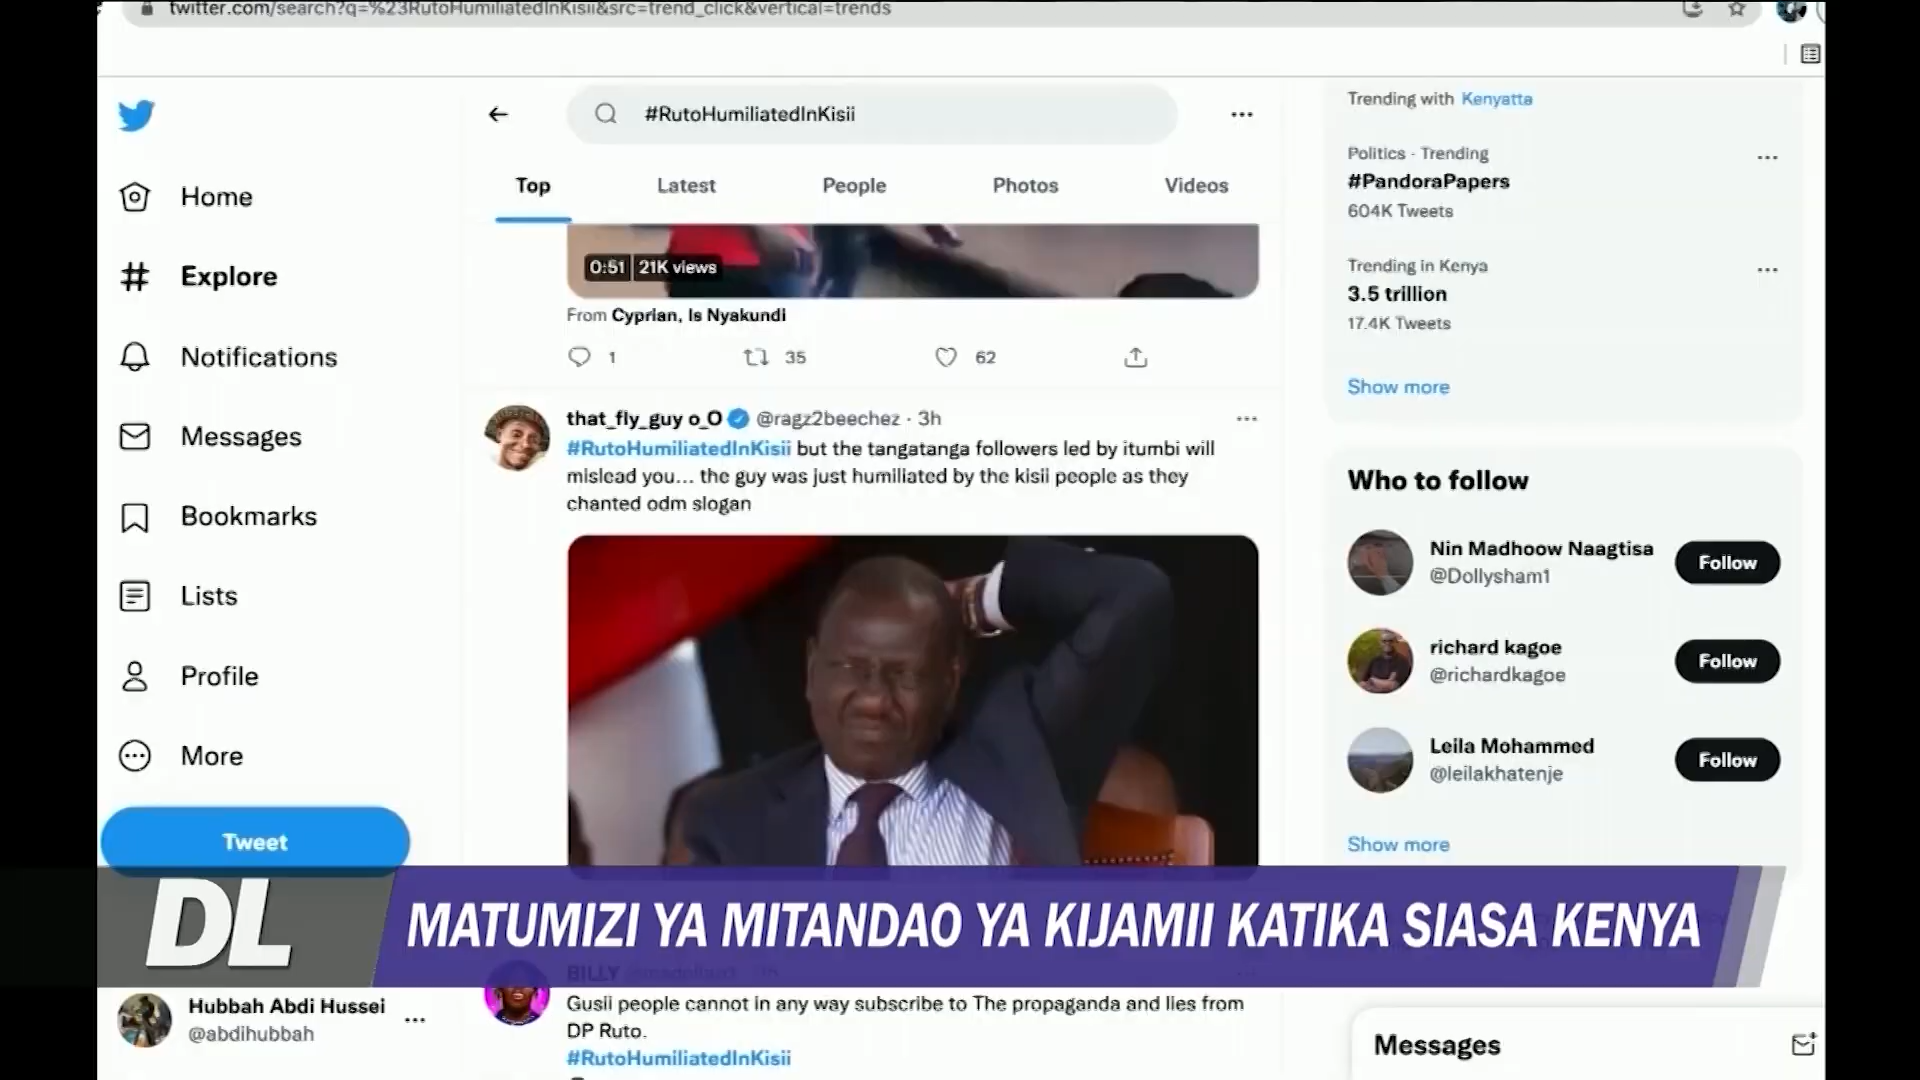 twitter.com/search?q=%23RutoHumiliatedInKisii&src=trend_click&vertical=trends
#RutoHumiliatedInKisii
Home
Explore
Notifications
Messages
Bookmarks
Lists
Profile
More
Tweet
Top
Latest
People
Photos
Videos
0:51
21K views
From Cyprian, Is Nyakundi
1
35
62
that_fly_guy o_O @ragz2beechez · 3h
#RutoHumiliatedInKisii but the tangatanga followers led by itumbi will
mislead you... the guy was just humiliated by the kisii people as they
chanted odm slogan
Trending with Kenyatta
Politics · Trending
#PandoraPapers
604K Tweets
Trending in Kenya
3.5 trillion
17.4K Tweets
Show more
Who to follow
Nin Madhoow Naagtisa
@Dollysham1
Follow
richard kagoe
@richardkagoe
Follow
Leila Mohammed
@leilakhatenje
Follow
Show more
DL
MATUMIZI YA MITANDAO YA KIJAMII KATIKA SIASA KENYA
BILLY
Gusii people cannot in any way subscribe to The propaganda and lies from
DP Ruto.
#RutoHumiliatedInKisii
Hubbah Abdi Hussei
@abdihubbah
Messages